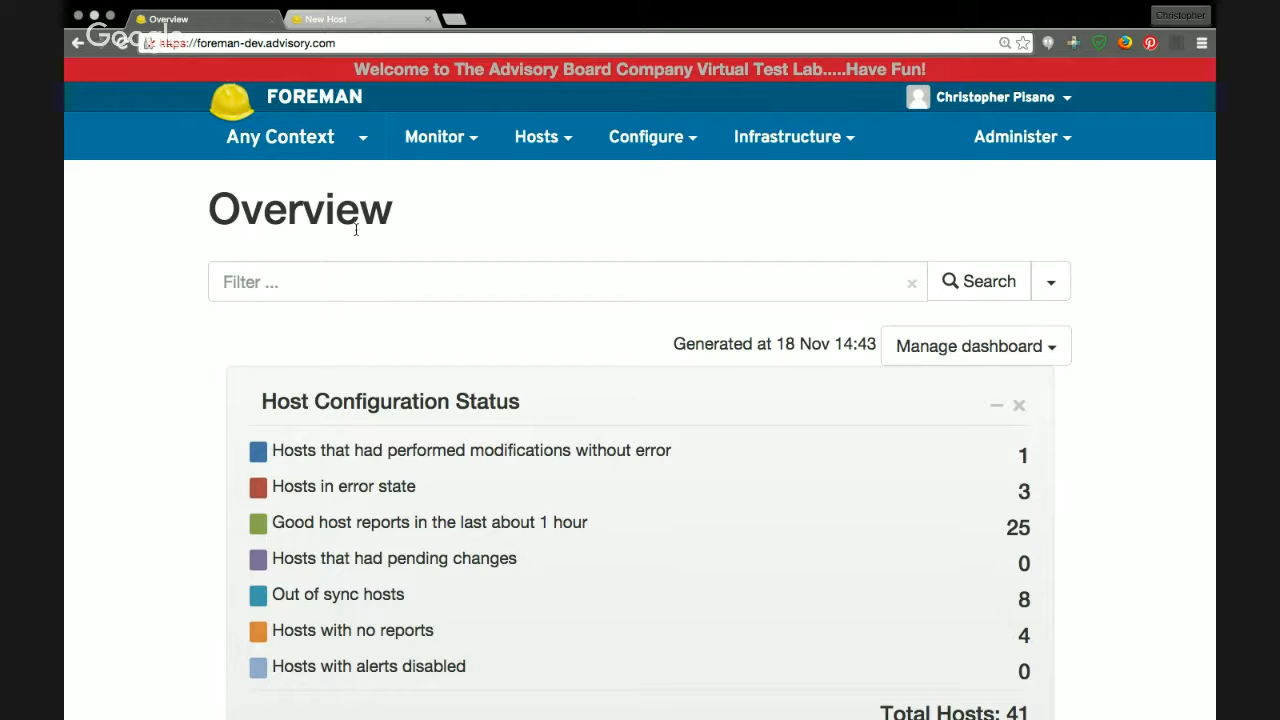 Overview
New Host
Christopher
Google
https://foreman-dev.advisory.com
Welcome to The Advisory Board Company Virtual Test Lab.....Have Fun!
FOREMAN
Christopher Pisano
Any Context
Monitor
Hosts
Configure
Infrastructure
Administer
Overview
Filter ...
Search
Generated at 18 Nov 14:43
Manage dashboard
Host Configuration Status
Hosts that had performed modifications without error 1
Hosts in error state 3
Good host reports in the last about 1 hour 25
Hosts that had pending changes 0
Out of sync hosts 8
Hosts with no reports 4
Hosts with alerts disabled 0
Total Hosts: 41